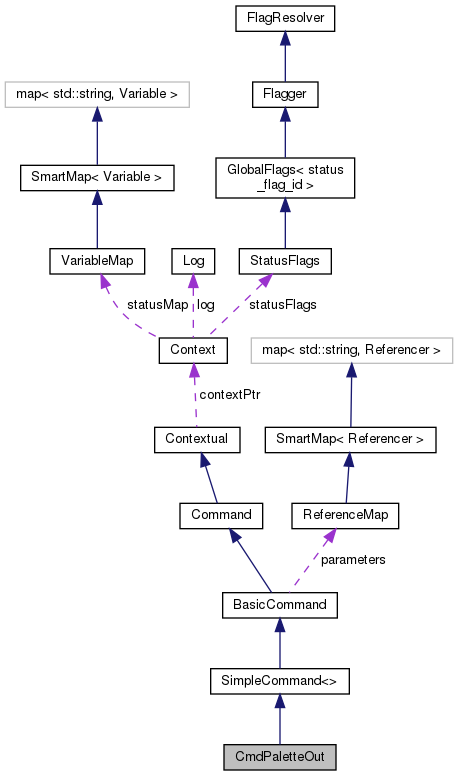 FlagResolver
map< std::string, Variable >
Flagger
SmartMap< Variable >
GlobalFlags< status
_flag_id >
VariableMap
Log
StatusFlags
statusMap
log
statusFlags
Context
map< std::string, Referencer >
contextPtr
Contextual
SmartMap< Referencer >
Command
ReferenceMap
parameters
BasicCommand
SimpleCommand<>
CmdPaletteOut